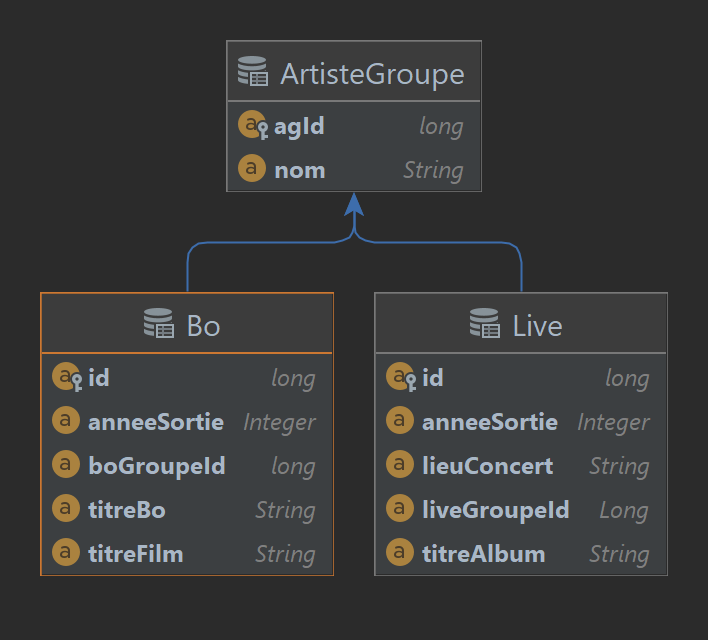 ArtisteGroupe
agId long
nom String
Bo
id long
anneeSortie Integer
boGroupeId long
titreBo String
titreFilm String
Live
id long
anneeSortie Integer
lieuConcert String
liveGroupeId Long
titreAlbum String